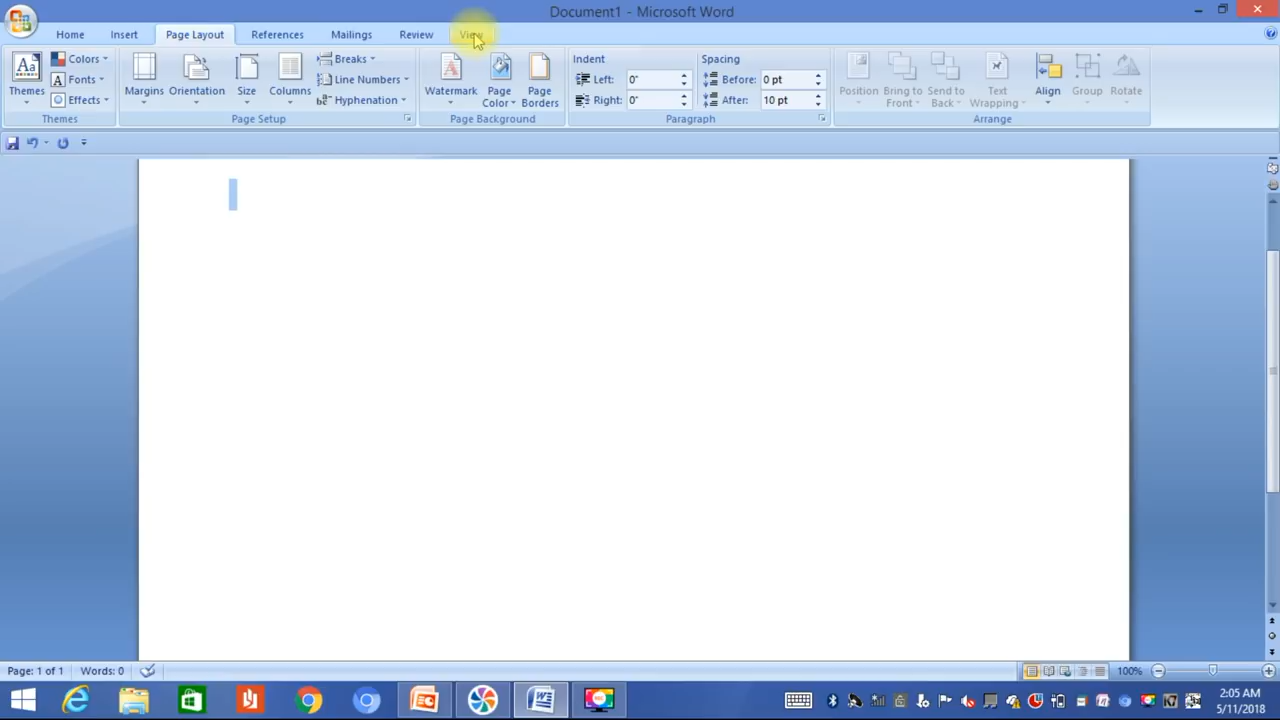 Document1 - Microsoft Word
Home Insert Page Layout References Mailings Review View
Themes
Colors
Fonts
Effects
Themes
Margins
Orientation
Size
Columns
Breaks
Line Numbers
Hyphenation
Page Setup
Watermark
Page Color
Page Borders
Page Background
Indent
Left: 0"
Right: 0"
Spacing
Before: 0 pt
After: 10 pt
Paragraph
Position
Bring to Front
Send to Back
Text Wrapping
Align
Group
Rotate
Arrange
Page: 1 of 1 Words: 0
100%
2:05 AM
5/11/2018